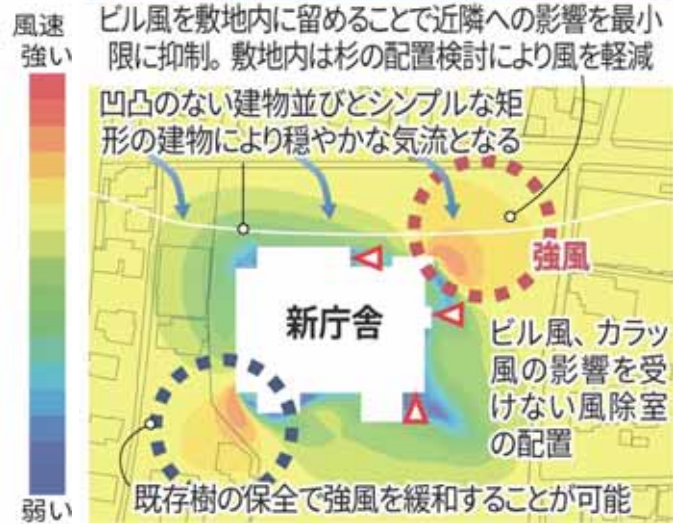 風速
強い
ビル風を敷地内に留めることで近隣への影響を最小
限に抑制。敷地内は杉の配置検討により風を軽減
凹凸のない建物並びとシンプルな矩
形の建物により穏やかな気流となる
強風
新庁舎
ビル風、カラッ
風の影響を受
けない風除室
の配置
既存樹の保全で強風を緩和することが可能
弱い